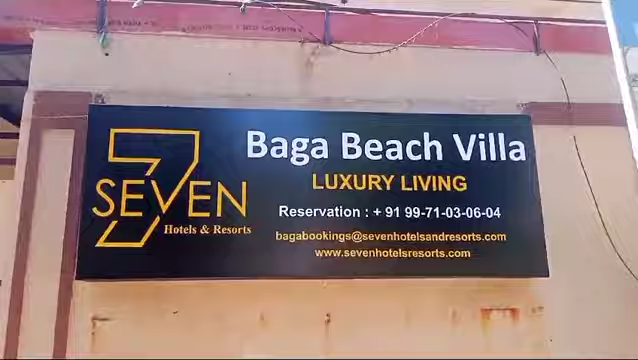 Baga Beach Villa
LUXURY LIVING
Reservation : + 91 99-71-03-06-04
bagabookings@sevenhotelsandresorts.com
www.sevenhotelsresorts.com
7
SEVEN
Hotels & Resorts